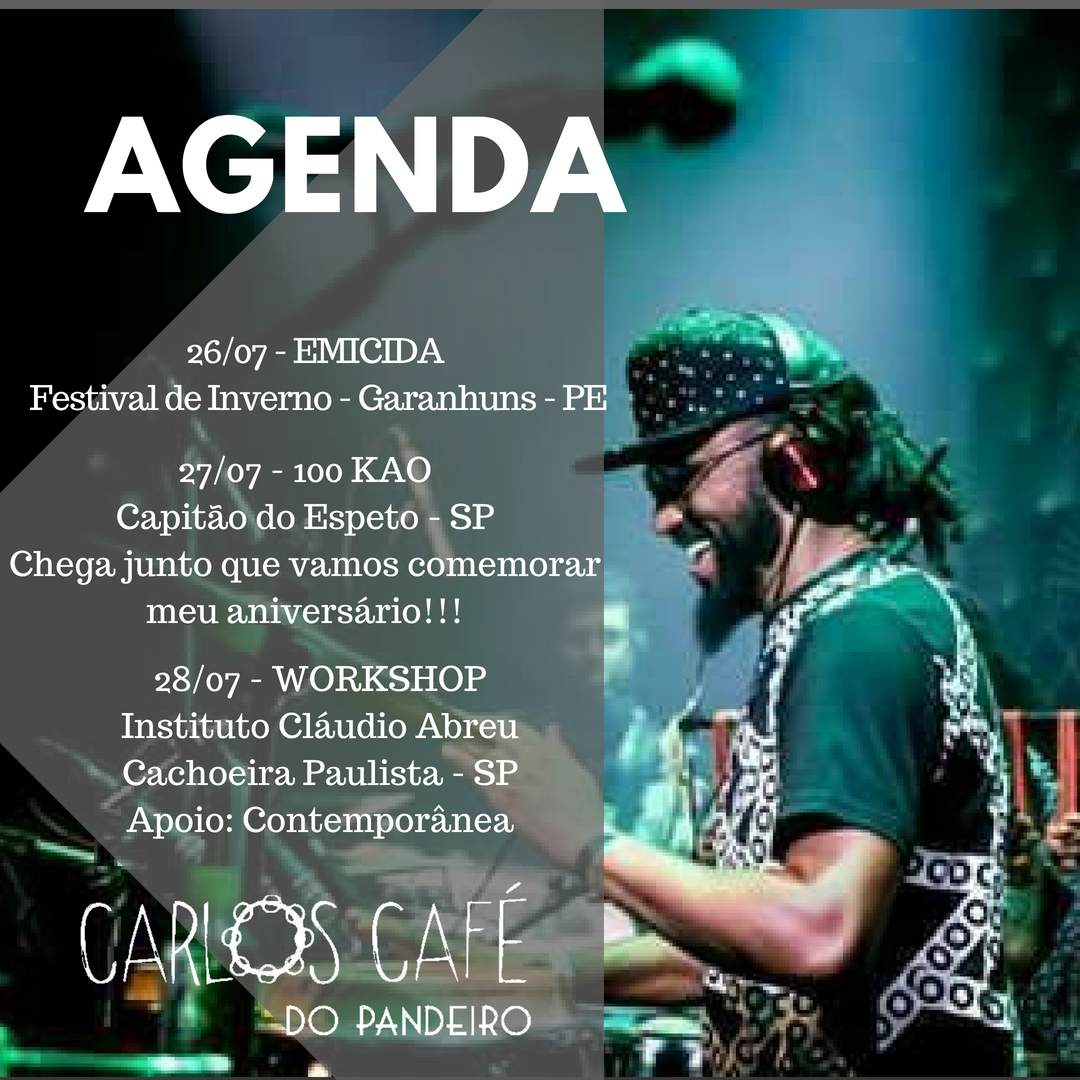 AGENDA
26/07 - EMICIDA
Festival de Inverno - Garanhuns - PE
27/07 - 100 KAO
Capitão do Espeto - SP
Chega junto que vamos comemorar
meu aniversário!!!
28/07 - WORKSHOP
Instituto Cláudio Abreu
Cachoeira Paulista - SP
Apoio: Contemporânea
CARLOS CAFÉ
DO PANDEIRO